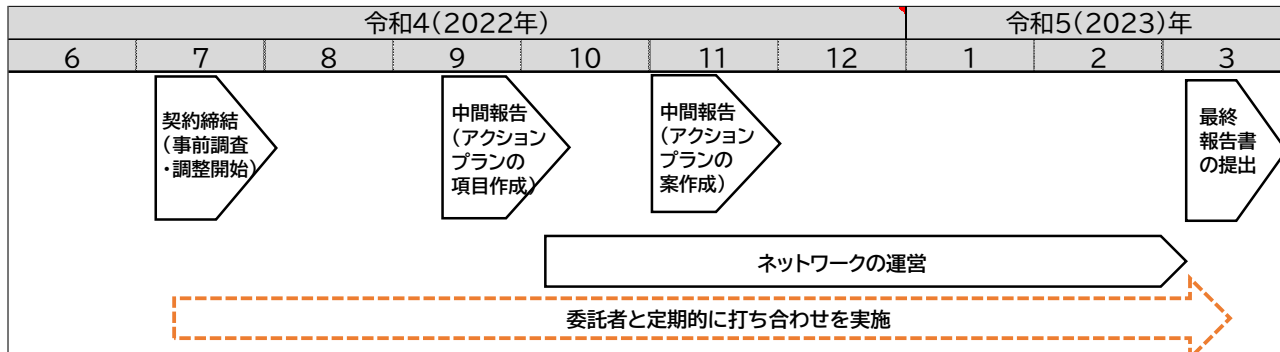 令和4(2022年) 令和5(2023)年
6 7 8 9 10 11 12 1 2 3
契約締結
(事前調査
・調整開始)
中間報告
(アクション
プランの
項目作成)
中間報告
(アクション
プランの
案作成)
最終
報告書
の提出
ネットワークの運営
委託者と定期的に打ち合わせを実施